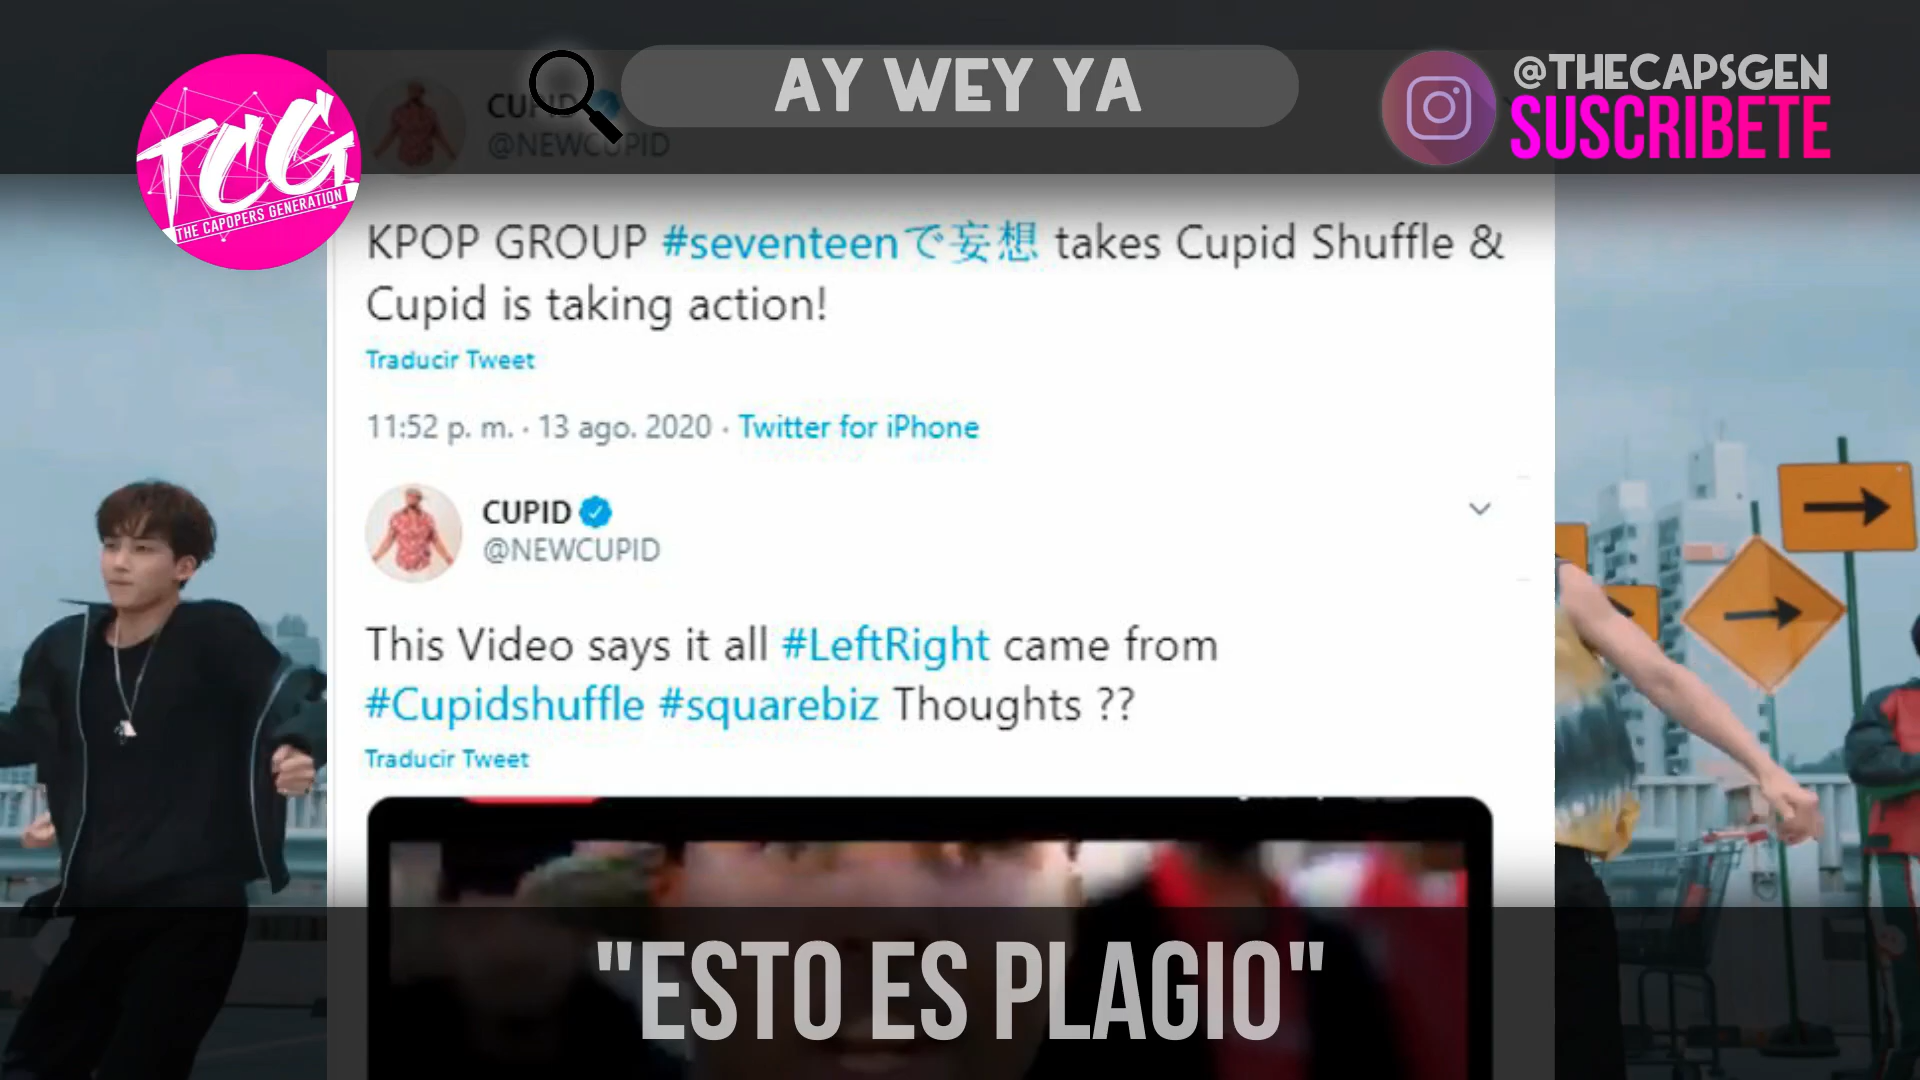 AY WEY YA
@THECAPSGEN
SUSCRIBETE
TCG
THE CAPOPERS GENERATION
CUPID
@NEWCUPID
KPOP GROUP #seventeenで妄想 takes Cupid Shuffle &
Cupid is taking action!
Traducir Tweet
11:52 p. m. · 13 ago. 2020 · Twitter for iPhone
CUPID
@NEWCUPID
This Video says it all #LeftRight came from
#Cupidshuffle #squarebiz Thoughts ??
Traducir Tweet
"ESTO ES PLAGIO"